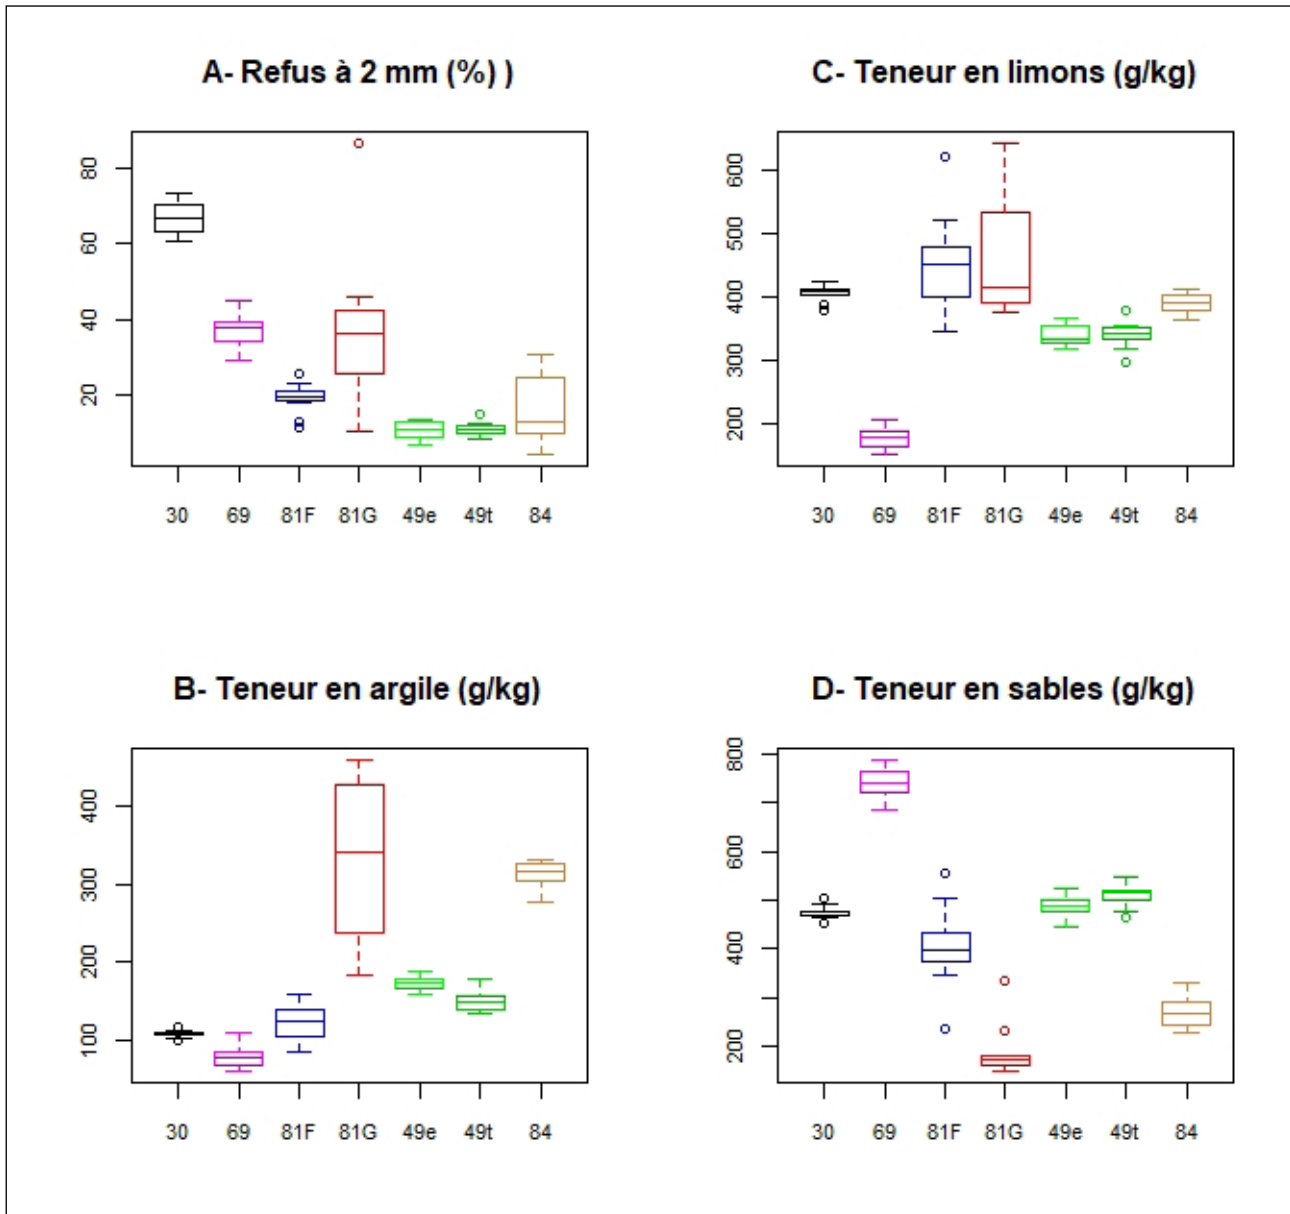 A- Refus à 2 mm (%) )
80
60
40
20
30 69 81F 81G 49e 49t 84
C- Teneur en limons (g/kg)
600
500
400
300
200
30 69 81F 81G 49e 49t 84
B- Teneur en argile (g/kg)
400
300
200
100
30 69 81F 81G 49e 49t 84
D- Teneur en sables (g/kg)
800
600
400
200
30 69 81F 81G 49e 49t 84